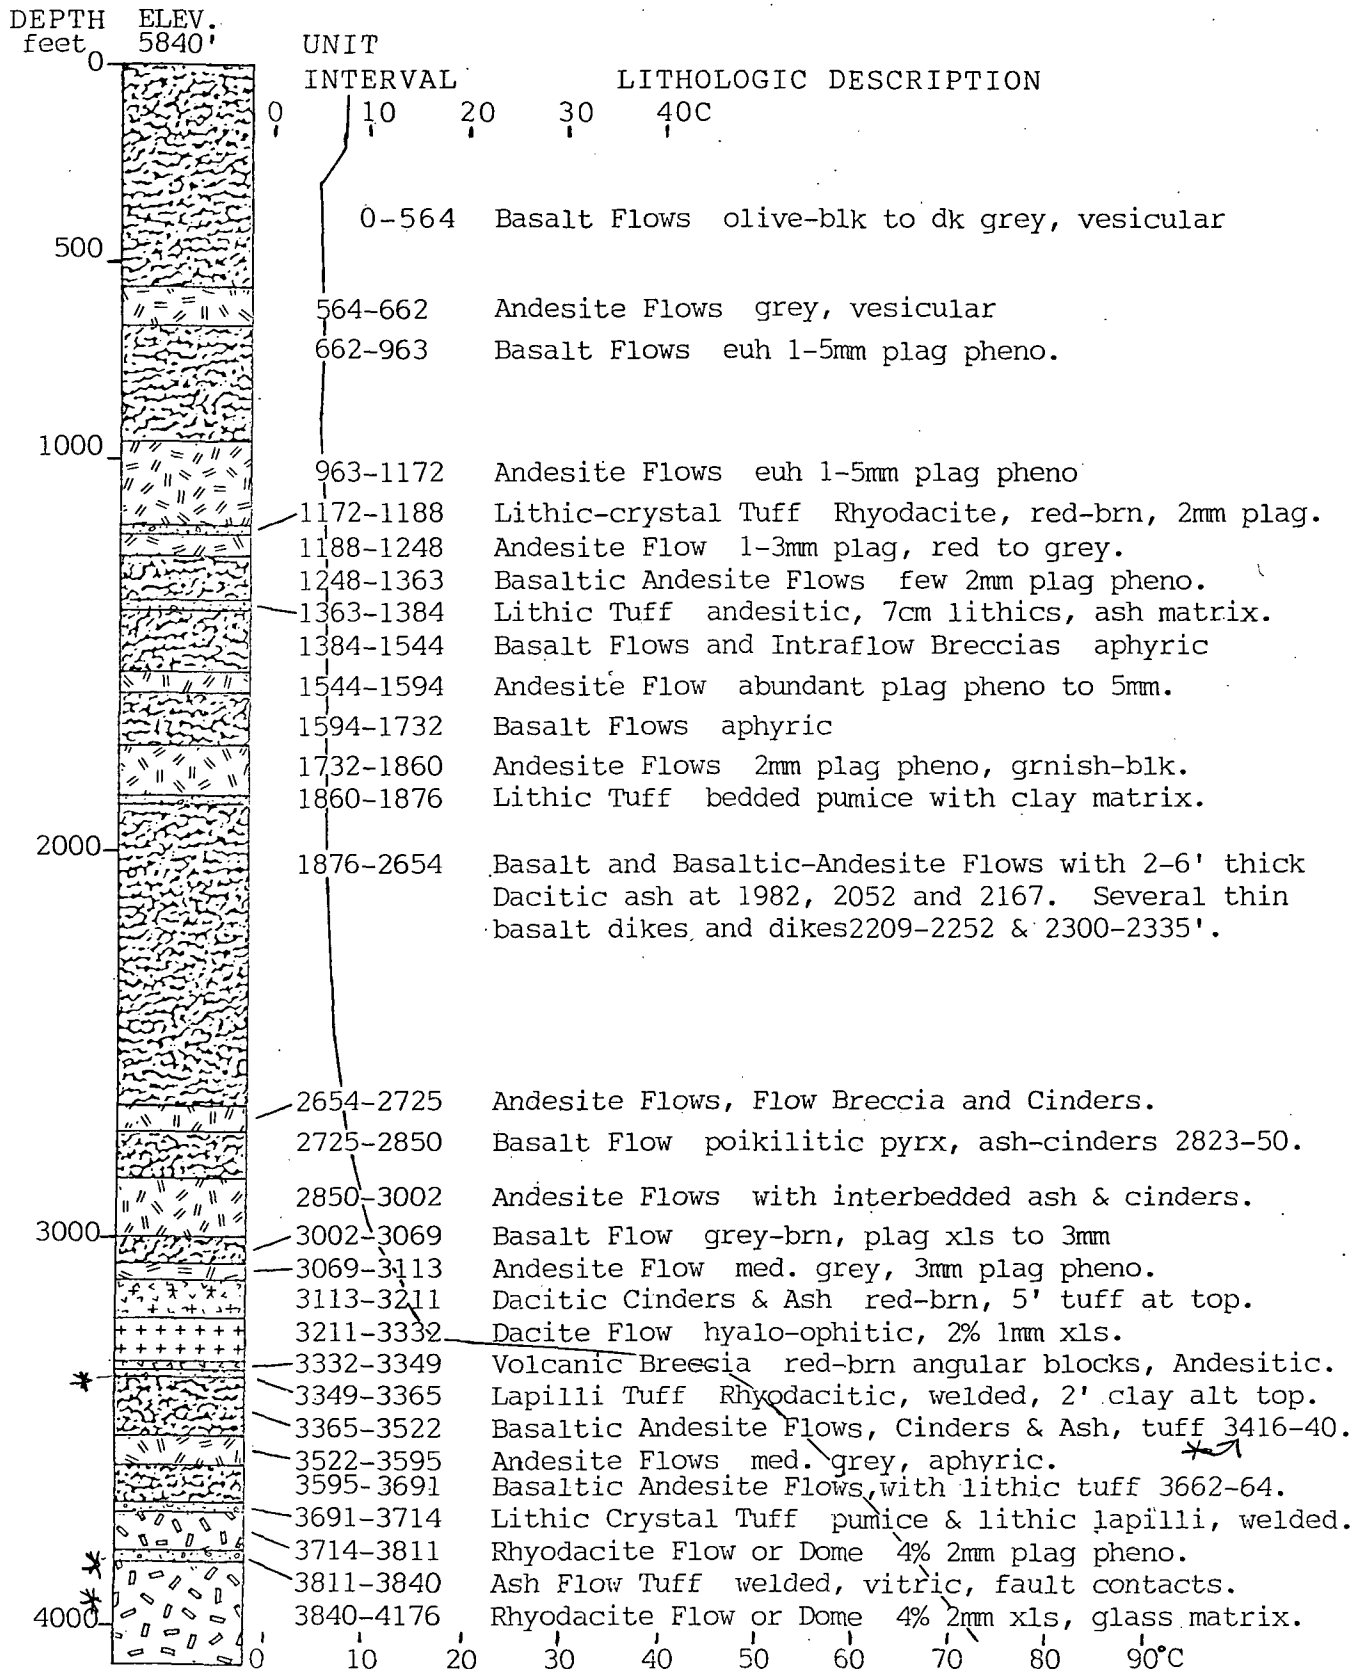 DEPTH ELEV.
feet 5840'
UNIT
INTERVAL LITHOLOGIC DESCRIPTION
0
0 10 20 30 40C
0-564 Basalt Flows olive-blk to dk grey, vesicular
500
564-662 Andesite Flows grey, vesicular
662-963 Basalt Flows euh 1-5mm plag pheno.
1000
963-1172 Andesite Flows euh 1-5mm plag pheno
1172-1188 Lithic-crystal Tuff Rhyodacite, red-brn, 2mm plag.
1188-1248 Andesite Flow 1-3mm plag, red to grey.
1248-1363 Basaltic Andesite Flows few 2mm plag pheno.
1363-1384 Lithic Tuff andesitic, 7cm lithics, ash matrix.
1384-1544 Basalt Flows and Intraflow Breccias aphyric
1544-1594 Andesite Flow abundant plag pheno to 5mm.
1594-1732 Basalt Flows aphyric
1732-1860 Andesite Flows 2mm plag pheno, grnish-blk.
1860-1876 Lithic Tuff bedded pumice with clay matrix.
2000
1876-2654 Basalt and Basaltic-Andesite Flows with 2-6' thick
Dacitic ash at 1982, 2052 and 2167. Several thin
basalt dikes and dikes2209-2252 & 2300-2335'.
2654-2725 Andesite Flows, Flow Breccia and Cinders.
2725-2850 Basalt Flow poikilitic pyrx, ash-cinders 2823-50.
2850-3002 Andesite Flows with interbedded ash & cinders.
3000
3002-3069 Basalt Flow grey-brn, plag xls to 3mm
3069-3113 Andesite Flow med. grey, 3mm plag pheno.
3113-3211 Dacitic Cinders & Ash red-brn, 5' tuff at top.
3211-3332 Dacite Flow hyalo-ophitic, 2% 1mm xls.
3332-3349 Volcanic Breccia red-brn angular blocks, Andesitic.
3349-3365 Lapilli Tuff Rhyodacitic, welded, 2' clay alt top.
3365-3522 Basaltic Andesite Flows, Cinders & Ash, tuff 3416-40.
3522-3595 Andesite Flows med. grey, aphyric.
3595-3691 Basaltic Andesite Flows, with lithic tuff 3662-64.
3691-3714 Lithic Crystal Tuff pumice & lithic lapilli, welded.
3714-3811 Rhyodacite Flow or Dome 4% 2mm plag pheno.
3811-3840 Ash Flow Tuff welded, vitric, fault contacts.
4000
3840-4176 Rhyodacite Flow or Dome 4% 2mm xls, glass matrix.
0 10 20 30 40 50 60 70 80 90°C